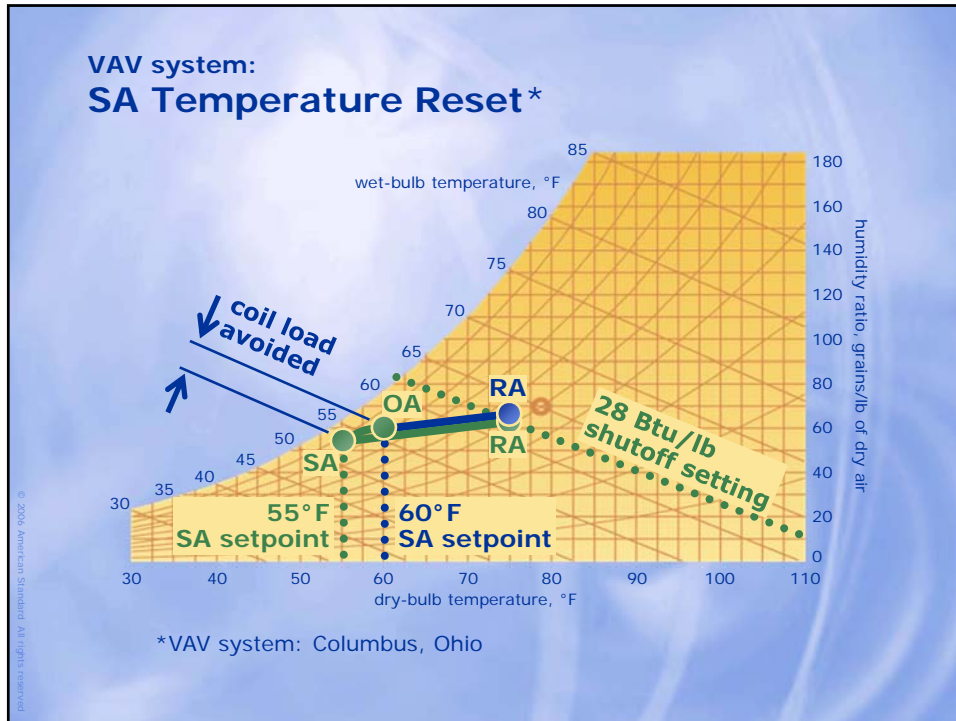 VAV system:
SA Temperature Reset*
85
wet-bulb temperature, °F
80
75
70
65
60
55
50
45
40
35
30
180
160
140
120
100
80
60
40
20
0
humidity ratio, grains/lb of dry air
coil load
avoided
OA
RA
SA
RA
28 Btu/lb
shutoff setting
55°F
SA setpoint
60°F
SA setpoint
30 40 50 60 70 80 90 100 110
dry-bulb temperature, °F
*VAV system: Columbus, Ohio
© 2006 American Standard All rights reserved